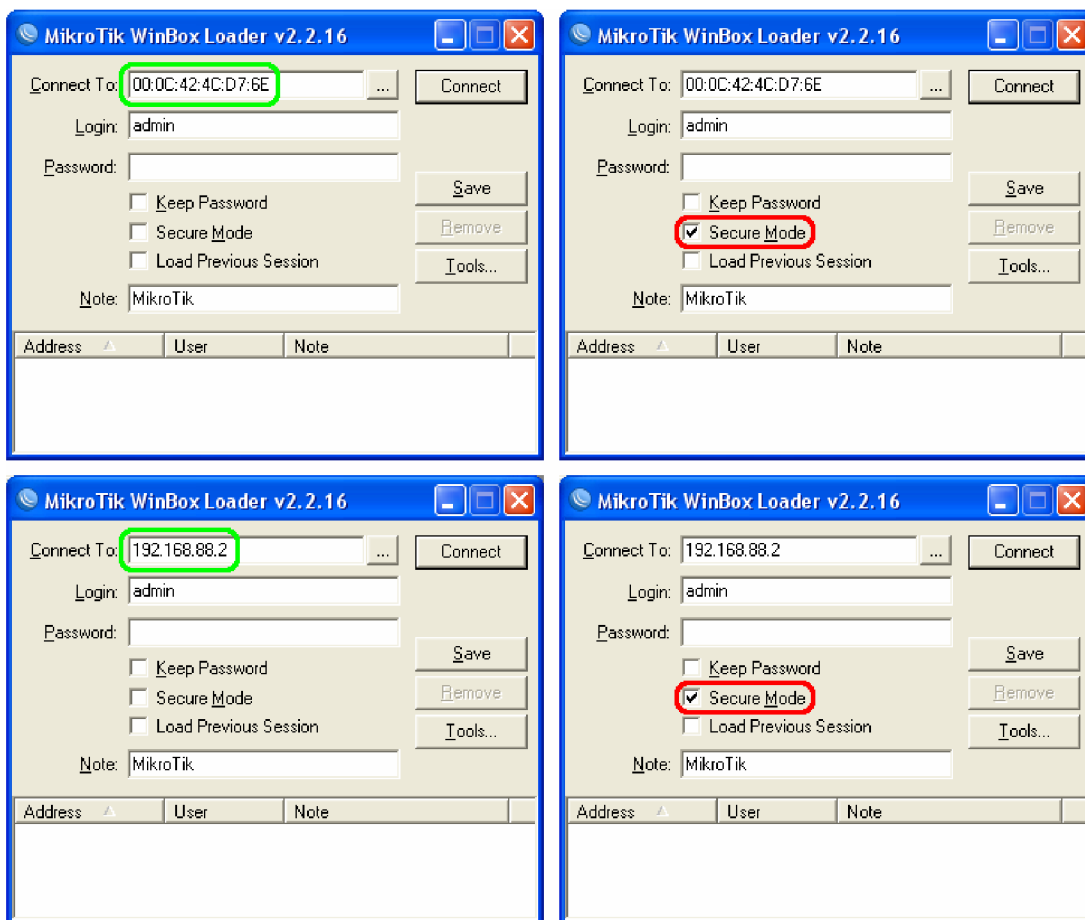 MikroTik WinBox Loader v2.2.16
Connect To: 00:0C:42:4C:D7:6E ... Connect
Login: admin
Password:
Save
Keep Password
Secure Mode Remove
Load Previous Session Tools...
Note: MikroTik
Address User Note
MikroTik WinBox Loader v2.2.16
Connect To: 00:0C:42:4C:D7:6E ... Connect
Login: admin
Password:
Save
Keep Password
Secure Mode Remove
Load Previous Session Tools...
Note: MikroTik
Address User Note
MikroTik WinBox Loader v2.2.16
Connect To: 192.168.88.2 ... Connect
Login: admin
Password:
Save
Keep Password
Secure Mode Remove
Load Previous Session Tools...
Note: MikroTik
Address User Note
MikroTik WinBox Loader v2.2.16
Connect To: 192.168.88.2 ... Connect
Login: admin
Password:
Save
Keep Password
Secure Mode Remove
Load Previous Session Tools...
Note: MikroTik
Address User Note